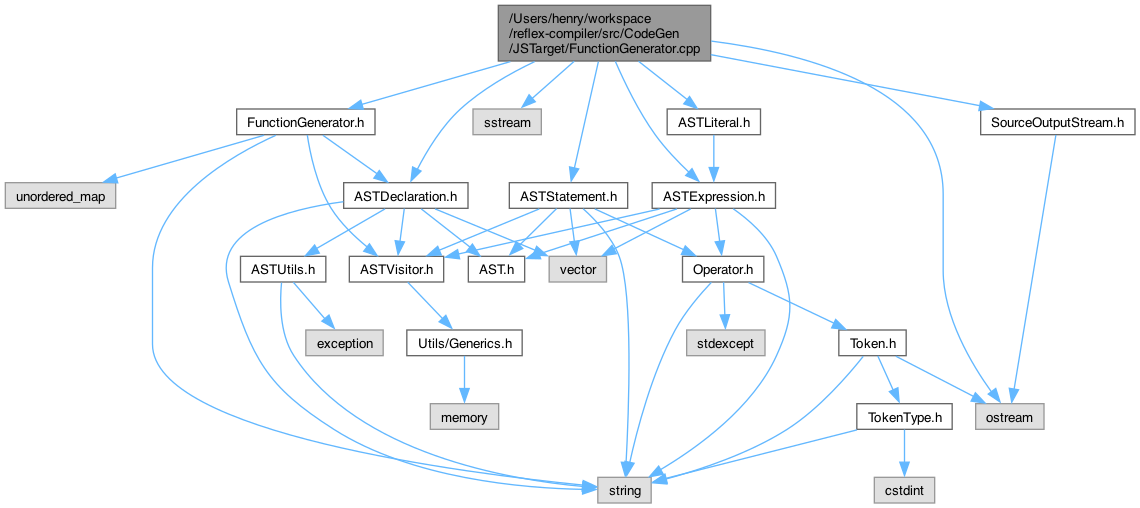 /Users/henry/workspace
/reflex-compiler/src/CodeGen
/JSTarget/FunctionGenerator.cpp
FunctionGenerator.h
sstream
ASTLiteral.h
SourceOutputStream.h
unordered_map
ASTDeclaration.h
ASTStatement.h
ASTExpression.h
ASTUtils.h
ASTVisitor.h
AST.h
vector
Operator.h
exception
Utils/Generics.h
stdexcept
Token.h
memory
TokenType.h
ostream
string
cstdint